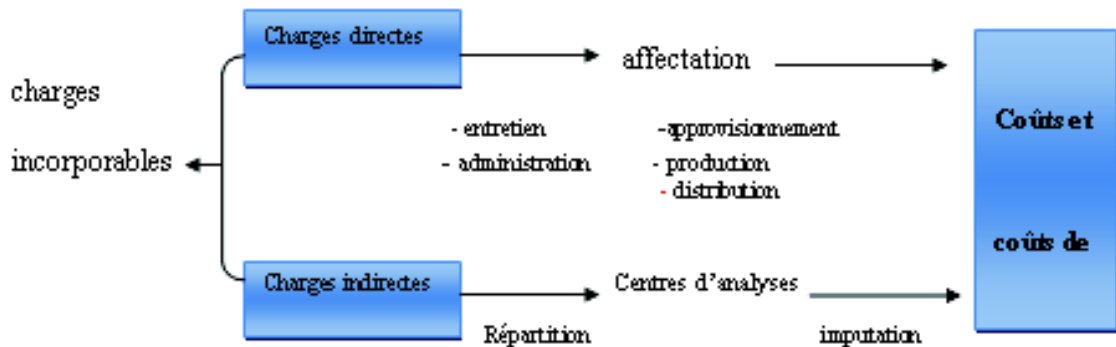 Charges directes
affectation
charges
incorporables
- entretien
-approvisionnement
- administration
- production
- distribution
Coûts et
coûts de
Charges indirectes
Centres d'analyses
Répartition
imputation